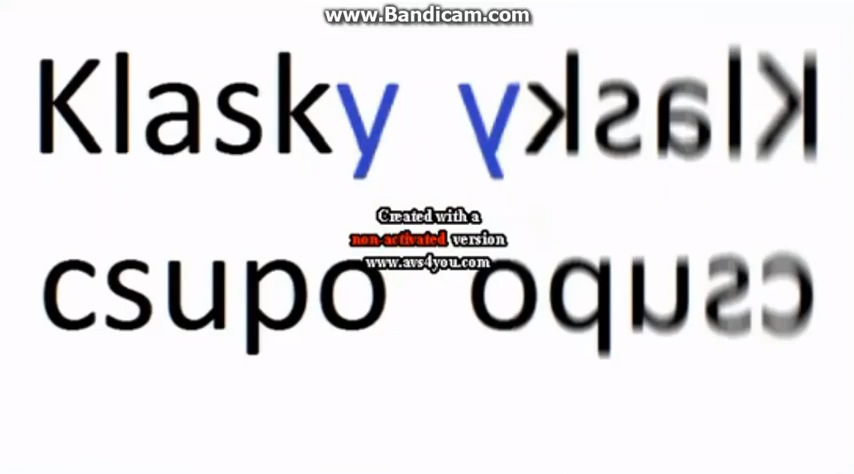 www.Bandicam.com
Klasky yksalK
Created with a
non-activated version
www.avs4you.com
csupo opusc